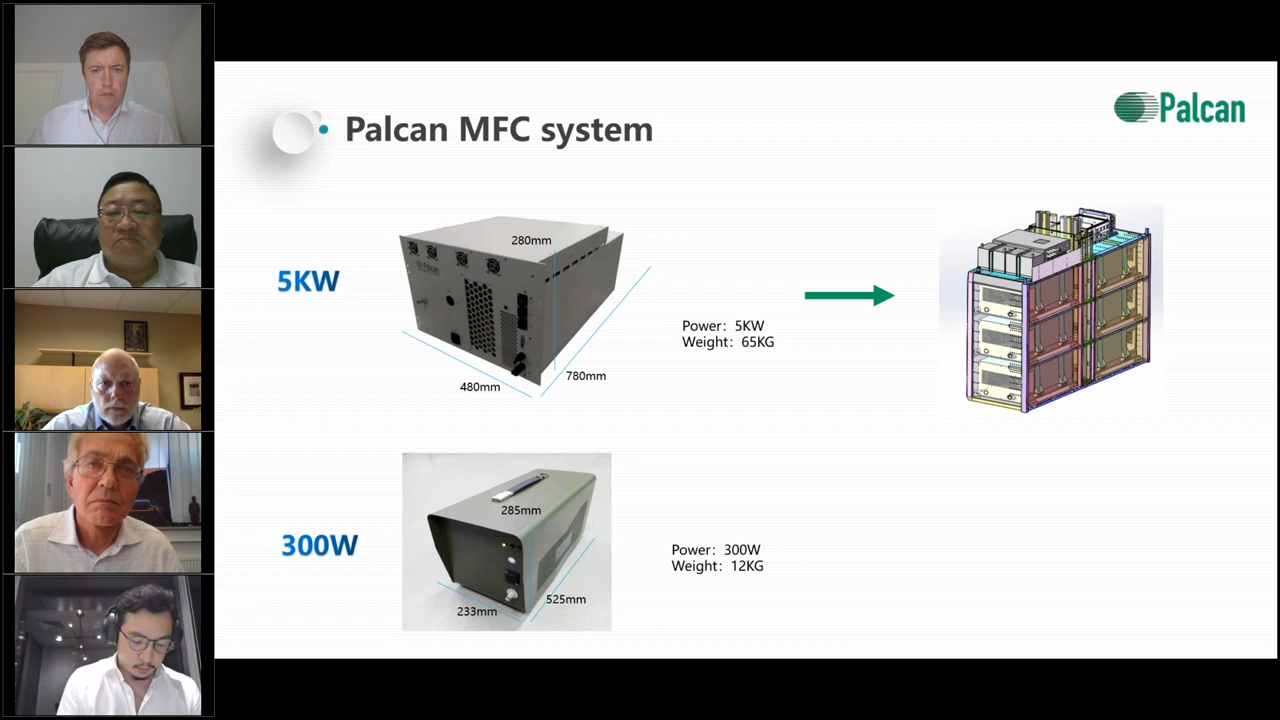 Palcan MFC system
Palcan
5KW
280mm
Palcan
480mm
780mm
Power: 5KW
Weight: 65KG
300W
285mm
233mm
525mm
Power: 300W
Weight: 12KG